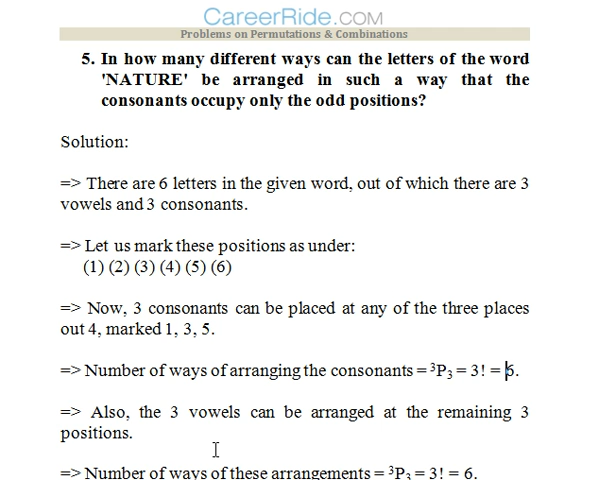 CareerRide.COM
Problems on Permutations & Combinations
5. In how many different ways can the letters of the word
'NATURE' be arranged in such a way that the
consonants occupy only the odd positions?
Solution:
=> There are 6 letters in the given word, out of which there are 3
vowels and 3 consonants.
=> Let us mark these positions as under:
(1) (2) (3) (4) (5) (6)
=> Now, 3 consonants can be placed at any of the three places
out 4, marked 1, 3, 5.
=> Number of ways of arranging the consonants = ³P₃ = 3! = 6.
=> Also, the 3 vowels can be arranged at the remaining 3
positions.
=> Number of ways of these arrangements = ³P₃ = 3! = 6.